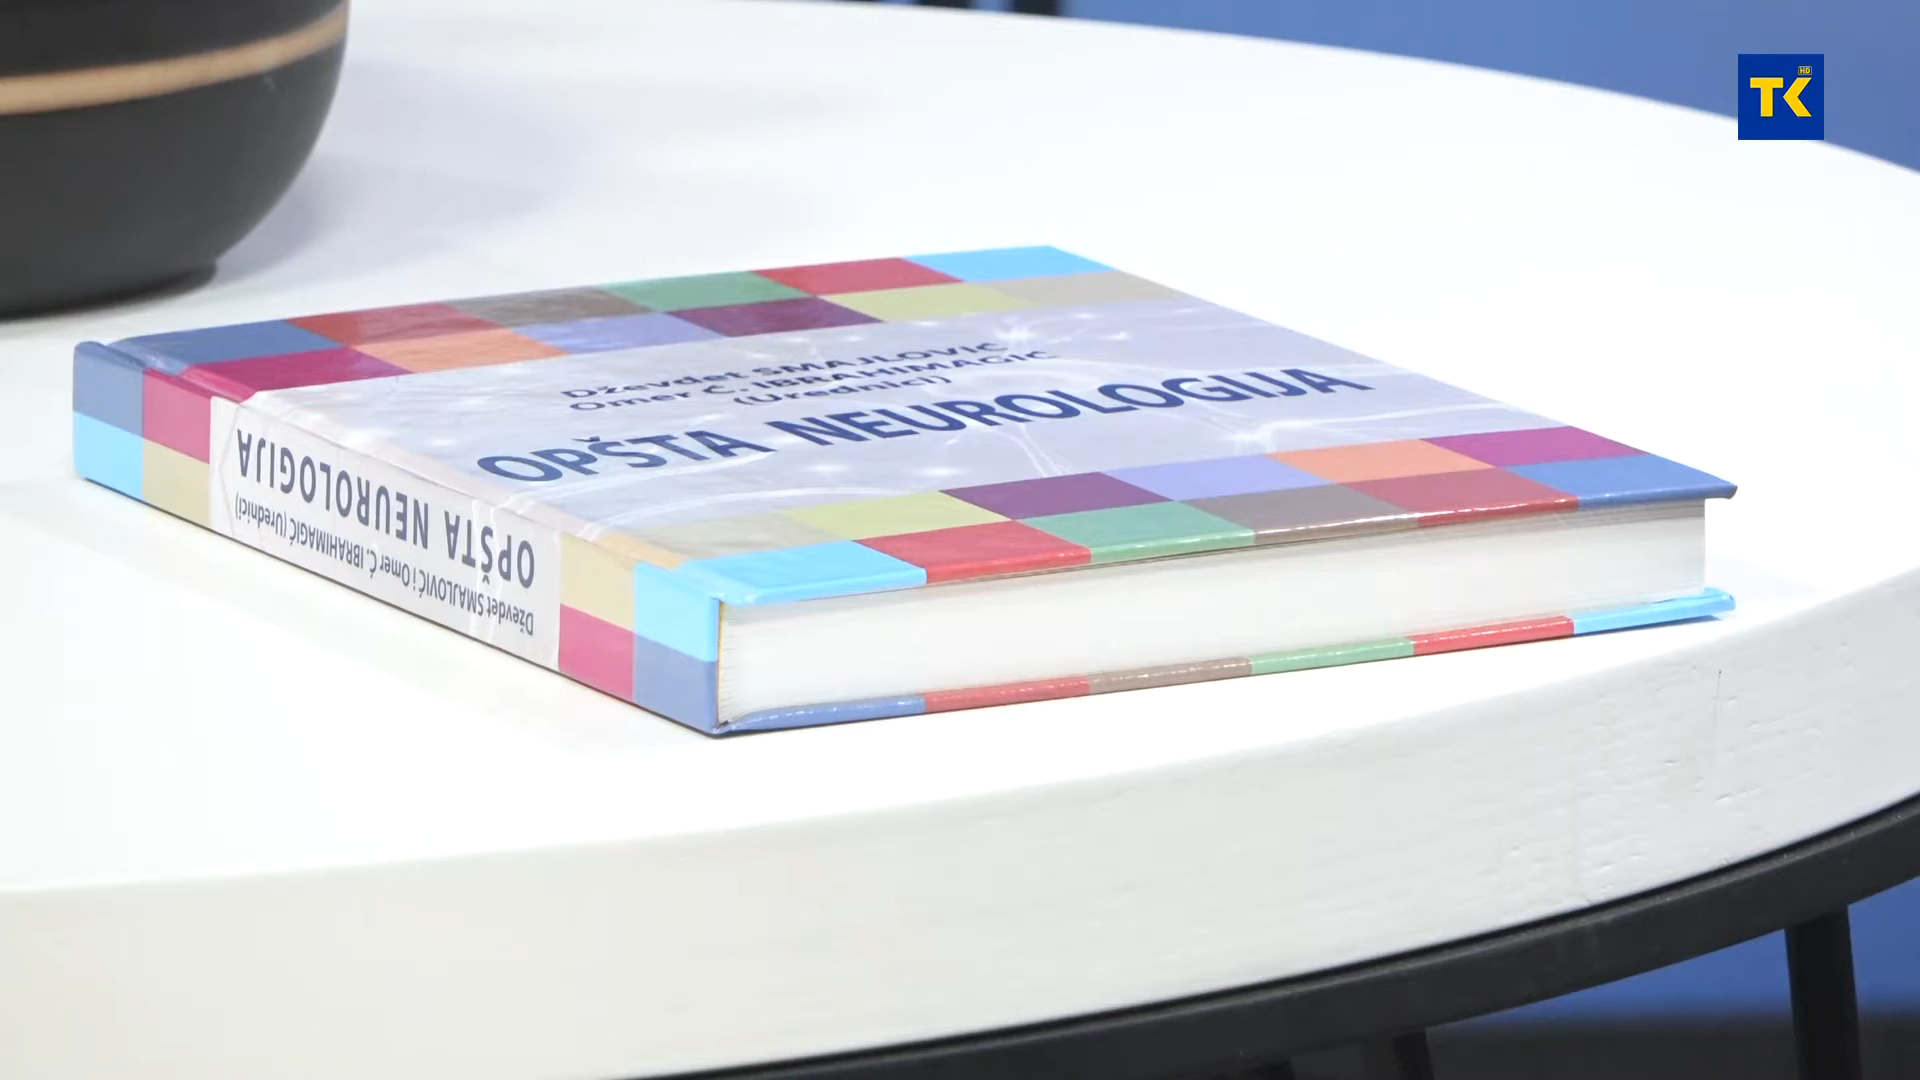 Dževdet SMAJLOVIĆ
Omer Ć. IBRAHIMAGIĆ
(Urednici)
OPŠTA NEUROLOGIJA
Dževdet SMAJLOVIĆ i Omer Ć. IBRAHIMAGIĆ (Urednici)
OPŠTA NEUROLOGIJA
TK HD